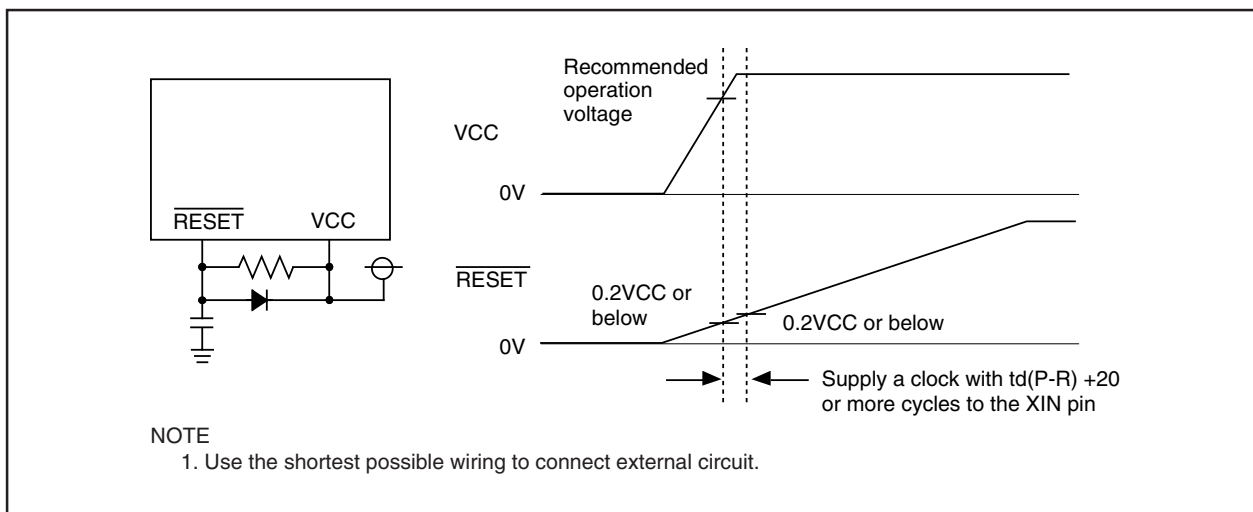 RESET
VCC
Recommended
operation
voltage
VCC
0V
RESET
0.2VCC or
below
0.2VCC or below
0V
Supply a clock with td(P-R) +20
or more cycles to the XIN pin
NOTE
1. Use the shortest possible wiring to connect external circuit.